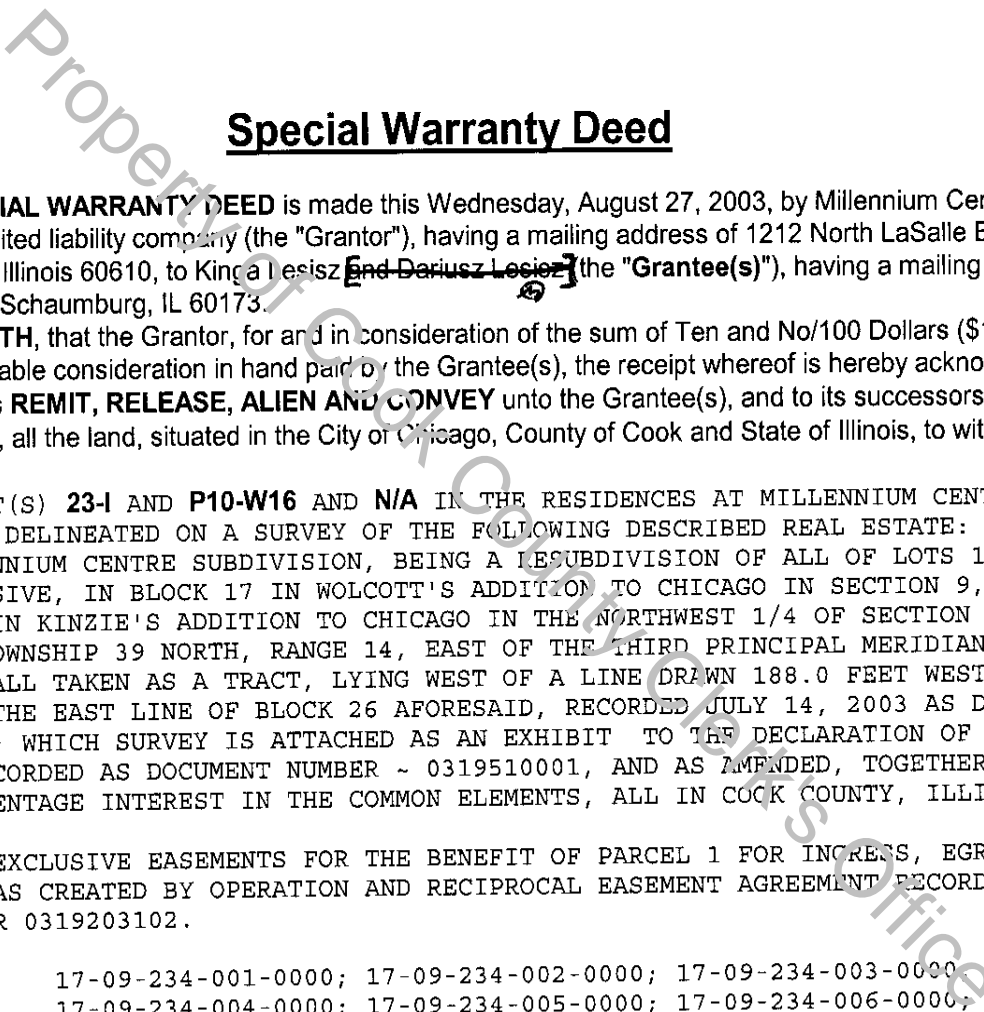 Special Warranty Deed
IAL WARRANTY DEED is made this Wednesday, August 27, 2003, by Millennium Cen
ited liability company (the "Grantor"), having a mailing address of 1212 North LaSalle B
Illinois 60610, to Kinga Lesisz [and Dariusz Lesisz] (the "Grantee(s)"), having a mailing
Schaumburg, IL 60173.
TH, that the Grantor, for and in consideration of the sum of Ten and No/100 Dollars ($1
able consideration in hand paid by the Grantee(s), the receipt whereof is hereby ackno
REMIT, RELEASE, ALIEN AND CONVEY unto the Grantee(s), and to its successors
, all the land, situated in the City of Chicago, County of Cook and State of Illinois, to wit
T(S) 23-I AND P10-W16 AND N/A IN THE RESIDENCES AT MILLENNIUM CENT
DELINEATED ON A SURVEY OF THE FOLLOWING DESCRIBED REAL ESTATE:
NNIUM CENTRE SUBDIVISION, BEING A RESUBDIVISION OF ALL OF LOTS 1
SIVE, IN BLOCK 17 IN WOLCOTT'S ADDITION TO CHICAGO IN SECTION 9,
IN KINZIE'S ADDITION TO CHICAGO IN THE NORTHWEST 1/4 OF SECTION
OWNSHIP 39 NORTH, RANGE 14, EAST OF THE THIRD PRINCIPAL MERIDIAN
ALL TAKEN AS A TRACT, LYING WEST OF A LINE DRAWN 188.0 FEET WEST
THE EAST LINE OF BLOCK 26 AFORESAID, RECORDED JULY 14, 2003 AS D
WHICH SURVEY IS ATTACHED AS AN EXHIBIT TO THE DECLARATION OF
CORDED AS DOCUMENT NUMBER ~ 0319510001, AND AS AMENDED, TOGETHER
ENTAGE INTEREST IN THE COMMON ELEMENTS, ALL IN COOK COUNTY, ILLI
EXCLUSIVE EASEMENTS FOR THE BENEFIT OF PARCEL 1 FOR INGRESS, EGR
AS CREATED BY OPERATION AND RECIPROCAL EASEMENT AGREEMENT RECORD
R 0319203102.
17-09-234-001-0000; 17-09-234-002-0000; 17-09-234-003-0000;
17-09-234-004-0000; 17-09-234-005-0000; 17-09-234-006-0000;
Property of Cook County Clerk's Office